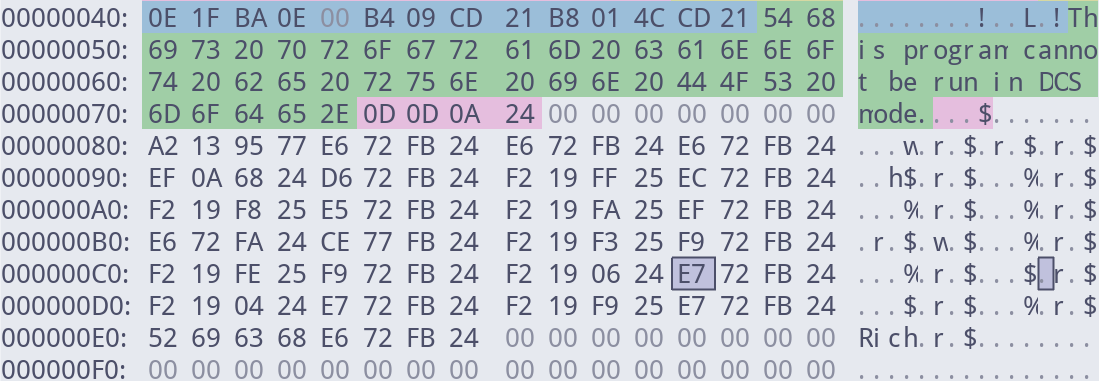 00000040: 0E 1F BA 0E 00 B4 09 CD 21 B8 01 4C CD 21 54 68 ........!..L.!Th
00000050: 69 73 20 70 72 6F 67 72 61 6D 20 63 61 6E 6E 6F is program canno
00000060: 74 20 62 65 20 72 75 6E 20 69 6E 20 44 4F 53 20 t be run in DOS
00000070: 6D 6F 64 65 2E 0D 0D 0A 24 00 00 00 00 00 00 00 mode....$.......
00000080: A2 13 95 77 E6 72 FB 24 E6 72 FB 24 E6 72 FB 24 ...w.r.$.r.$.r.$
00000090: EF 0A 68 24 D6 72 FB 24 F2 19 FF 25 EC 72 FB 24 ..h$.r.$...%.r.$
000000A0: F2 19 F8 25 E5 72 FB 24 F2 19 FA 25 EF 72 FB 24 ...%.r.$...%.r.$
000000B0: E6 72 FA 24 CE 77 FB 24 F2 19 F3 25 F9 72 FB 24 .r.$.w.$...%.r.$
000000C0: F2 19 FE 25 F9 72 FB 24 F2 19 06 24 E7 72 FB 24 ...%.r.$...$.r.$
000000D0: F2 19 04 24 E7 72 FB 24 F2 19 F9 25 E7 72 FB 24 ...$.r.$...%.r.$
000000E0: 52 69 63 68 E6 72 FB 24 00 00 00 00 00 00 00 00 Rich.r.$........
000000F0: 00 00 00 00 00 00 00 00 00 00 00 00 00 00 00 00 ................